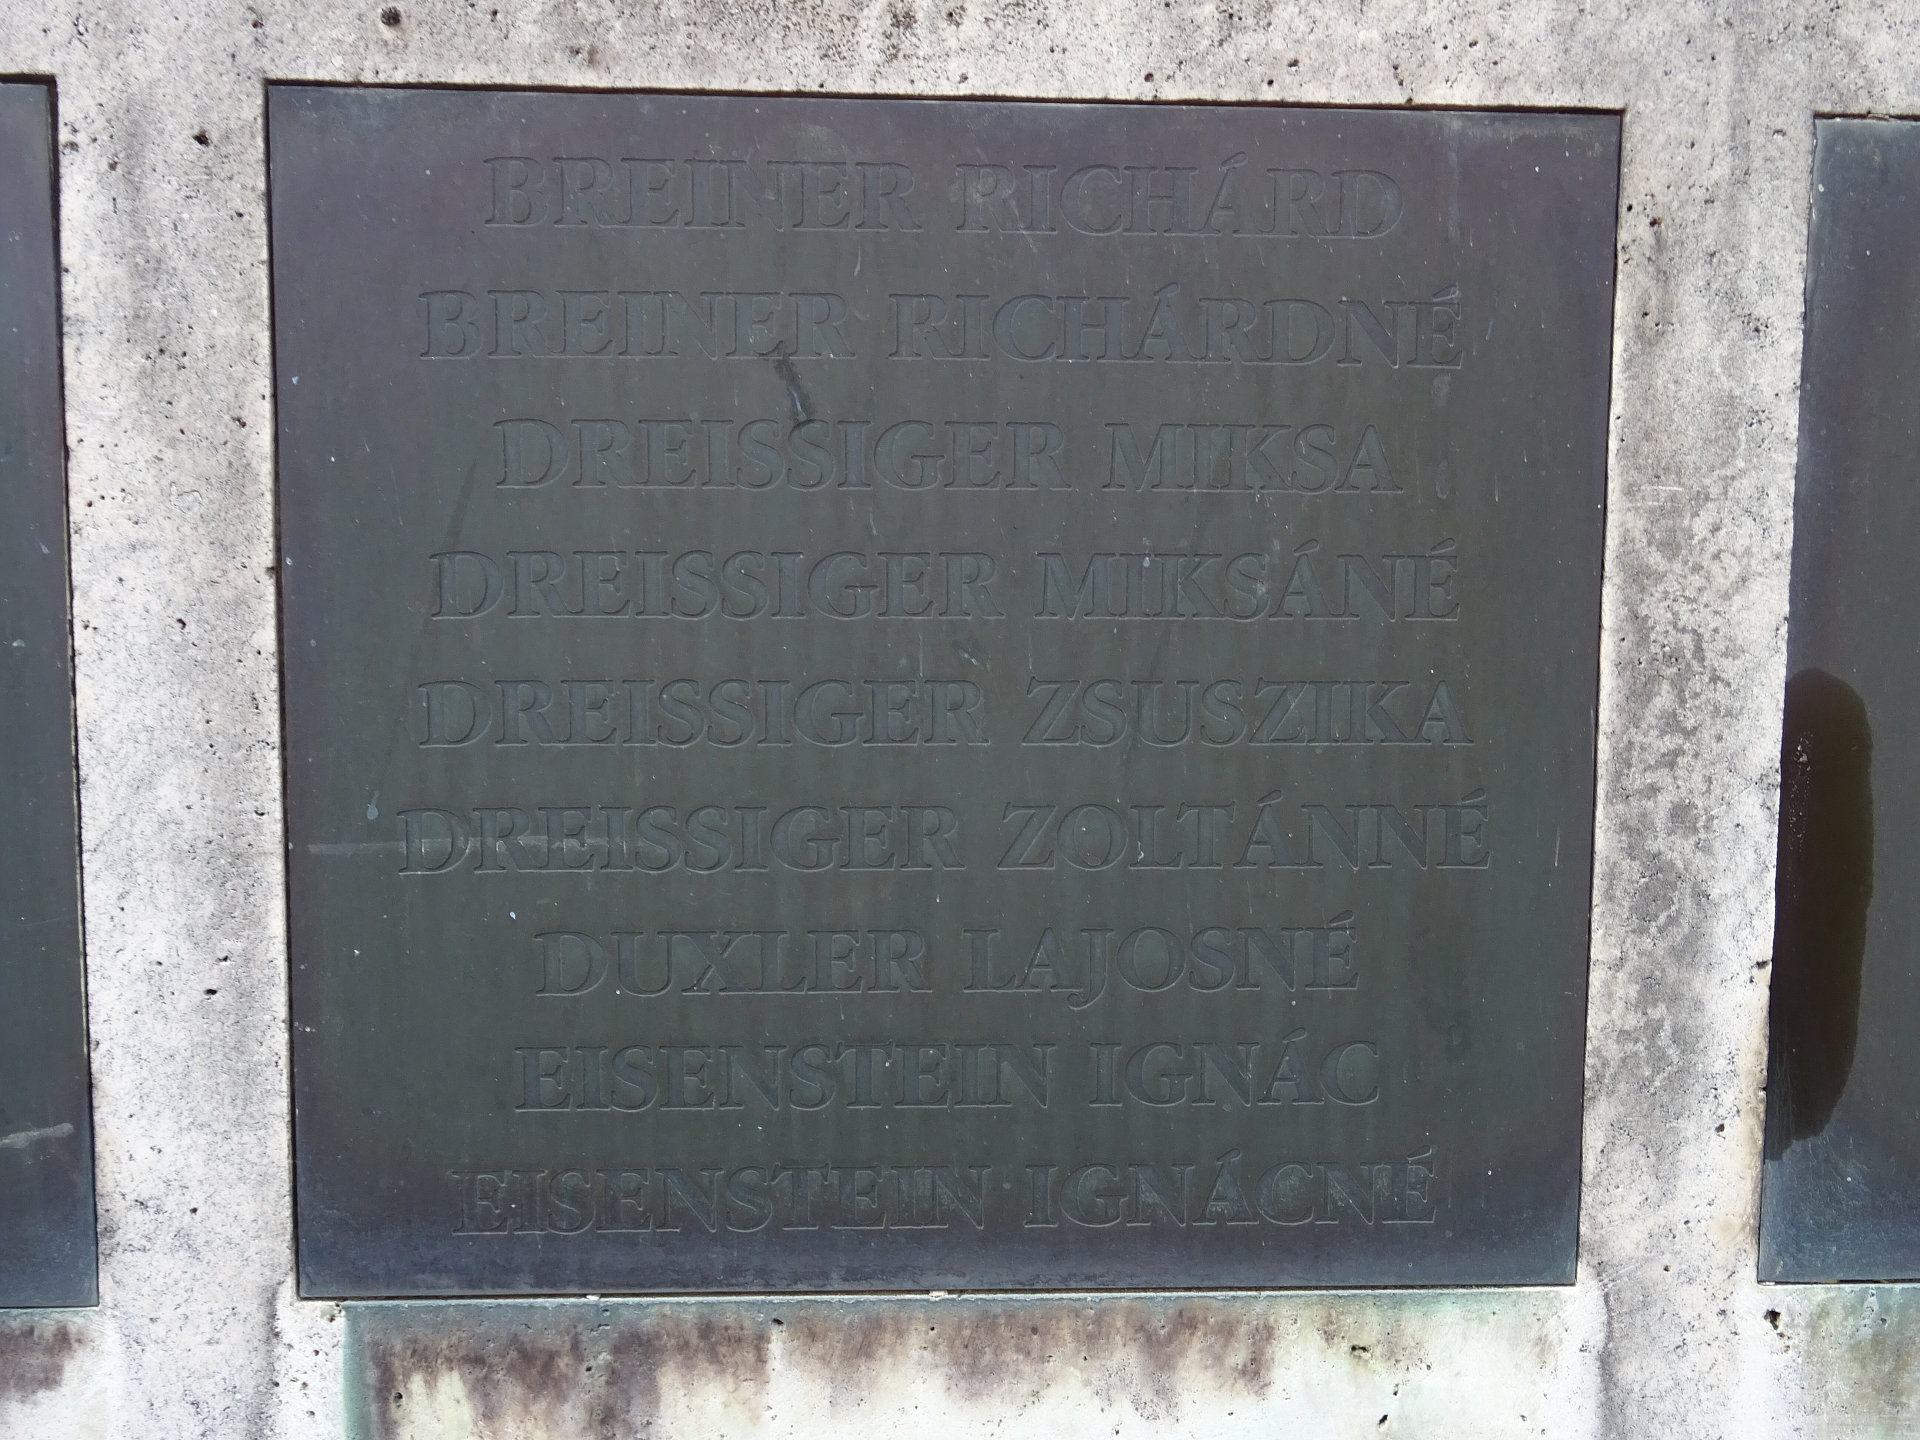 BREINER RICHÁRD
BREINER RICHÁRDNÉ
DREISSIGER MIKSA
DREISSIGER MIKSÁNÉ
DREISSIGER ZSUSZIKA
DREISSIGER ZOLTÁNNÉ
DUXLER LAJOSNÉ
EISENSTEIN IGNÁC
EISENSTEIN IGNÁCNÉ